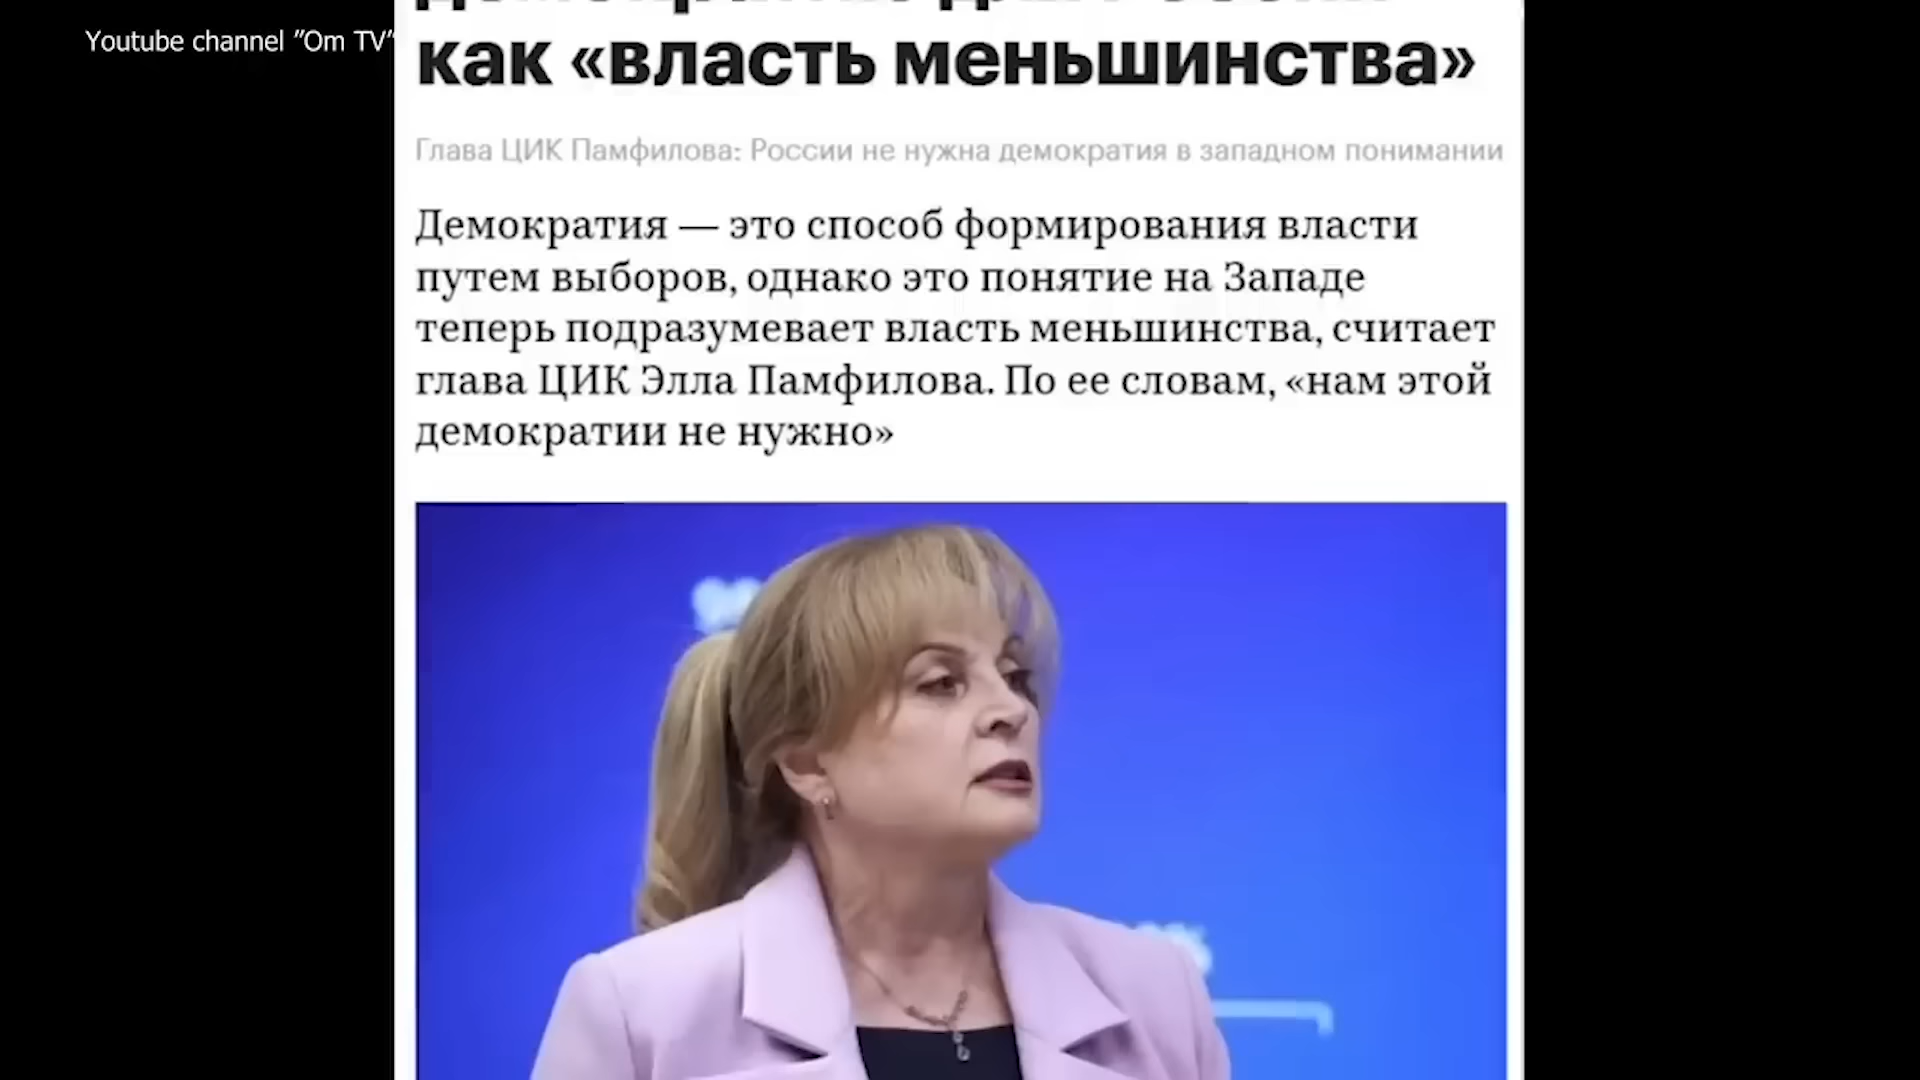 Youtube channel "Om TV"
как «власть меньшинства»
Глава ЦИК Памфилова: России не нужна демократия в западном понимании
Демократия — это способ формирования власти
путем выборов, однако это понятие на Западе
теперь подразумевает власть меньшинства, считает
глава ЦИК Элла Памфилова. По ее словам, «нам этой
демократии не нужно»